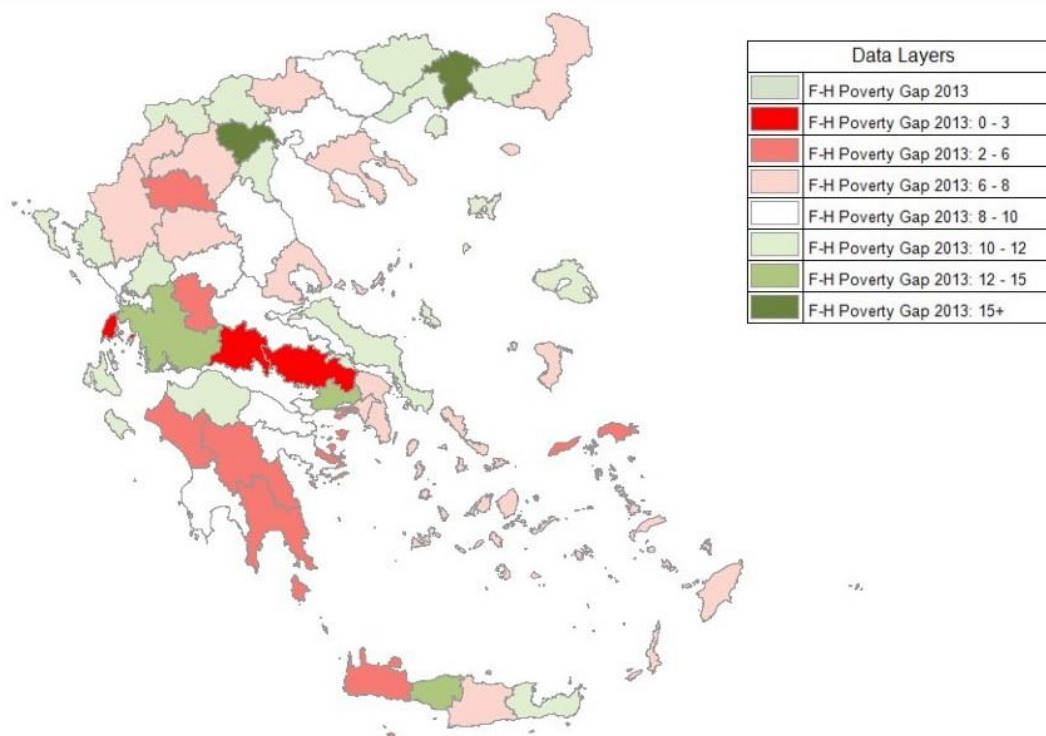 Data Layers
F-H Poverty Gap 2013
F-H Poverty Gap 2013: 0 - 3
F-H Poverty Gap 2013: 2 - 6
F-H Poverty Gap 2013: 6 - 8
F-H Poverty Gap 2013: 8 - 10
F-H Poverty Gap 2013: 10 - 12
F-H Poverty Gap 2013: 12 - 15
F-H Poverty Gap 2013: 15+